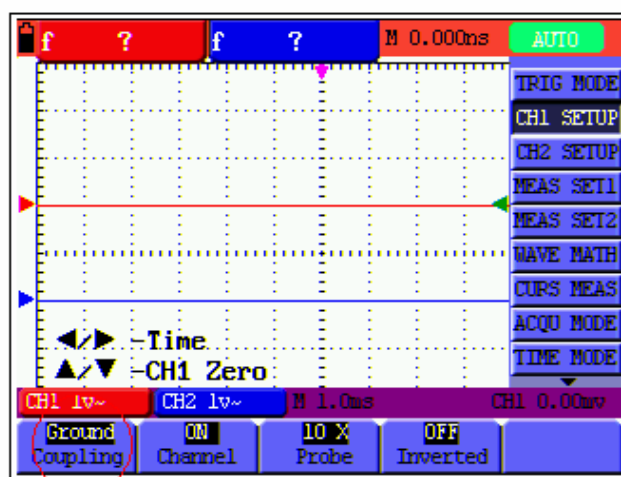 f ? f ? M 0.000ns AUTO
TRIG MODE
CH1 SETUP
CH2 SETUP
MEAS SET1
MEAS SET2
WAVE MATH
CURS MEAS
ACQU MODE
TIME MODE
◀/▶ -Time
▲/▼ -CH1 Zero
CH1 1v~ CH2 1v~ M 1.0ms CH1 0.00mv
Ground ON 10 X OFF
Coupling Channel Probe Inverted